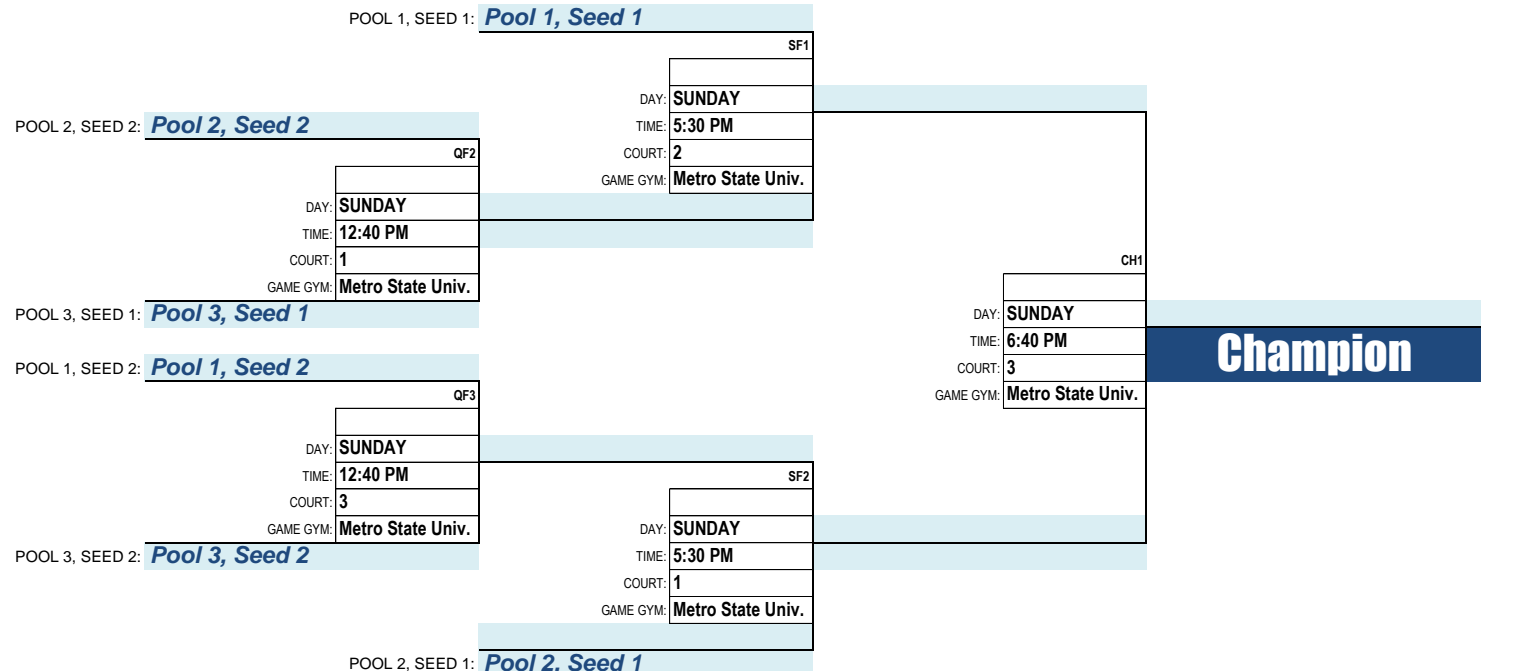 POOL 1, SEED 1: Pool 1, Seed 1
SF1
DAY: SUNDAY
POOL 2, SEED 2: Pool 2, Seed 2
TIME: 5:30 PM
QF2
COURT: 2
GAME GYM: Metro State Univ.
DAY: SUNDAY
TIME: 12:40 PM
COURT: 1
CH1
GAME GYM: Metro State Univ.
POOL 3, SEED 1: Pool 3, Seed 1
DAY: SUNDAY
TIME: 6:40 PM
Champion
POOL 1, SEED 2: Pool 1, Seed 2
COURT: 3
QF3
GAME GYM: Metro State Univ.
DAY: SUNDAY
TIME: 12:40 PM
SF2
COURT: 3
GAME GYM: Metro State Univ.
DAY: SUNDAY
POOL 3, SEED 2: Pool 3, Seed 2
TIME: 5:30 PM
COURT: 1
GAME GYM: Metro State Univ.
POOL 2, SEED 1: Pool 2, Seed 1